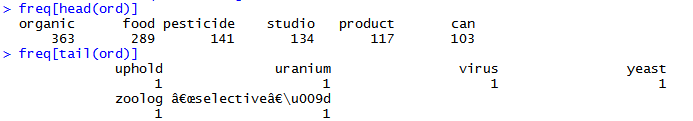 > freq[head(ord)]
organic food pesticide studio product can
363 289 141 134 117 103
> freq[tail(ord)]
uphold uranium virus yeast
1 1 1 1
zoolog â€œselectiveâ€\u009d
1 1